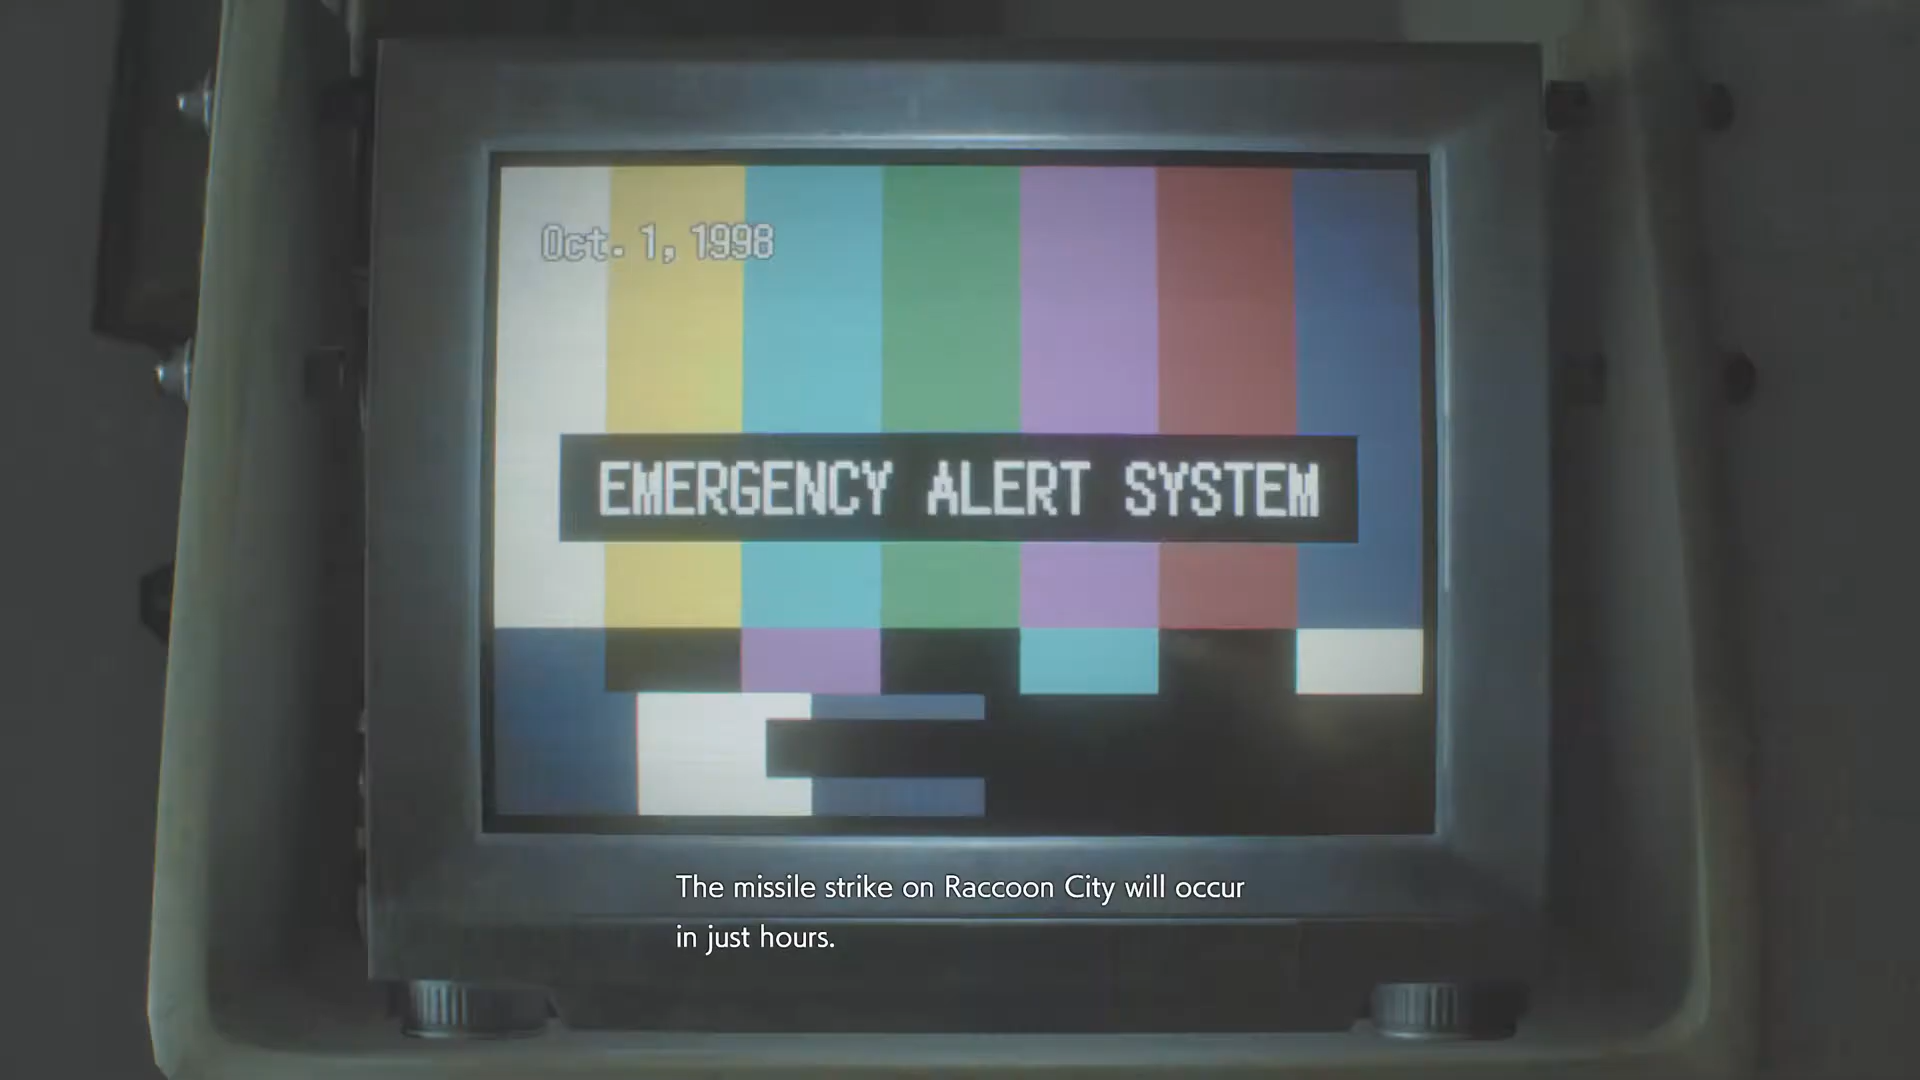 Oct. 1, 1998
EMERGENCY ALERT SYSTEM
The missile strike on Raccoon City will occur
in just hours.